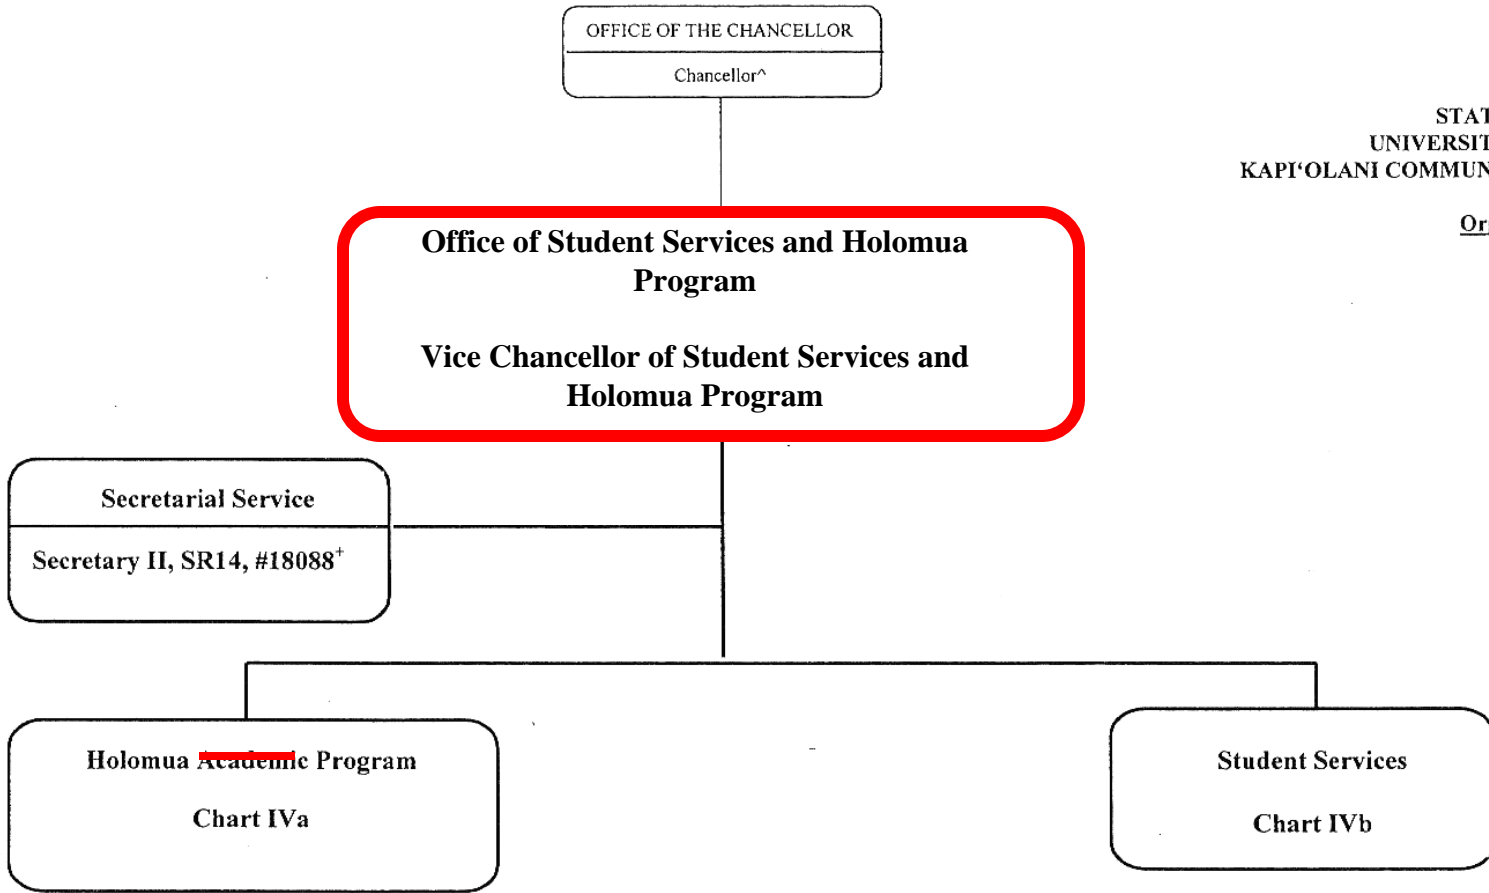 OFFICE OF THE CHANCELLOR
Chancellor^
STAT
UNIVERSIT
KAPI‘OLANI COMMUN
Or
Office of Student Services and Holomua
Program
Vice Chancellor of Student Services and
Holomua Program
Secretarial Service
Secretary II, SR14, #18088+
Holomua Academic Program
Chart IVa
Student Services
Chart IVb